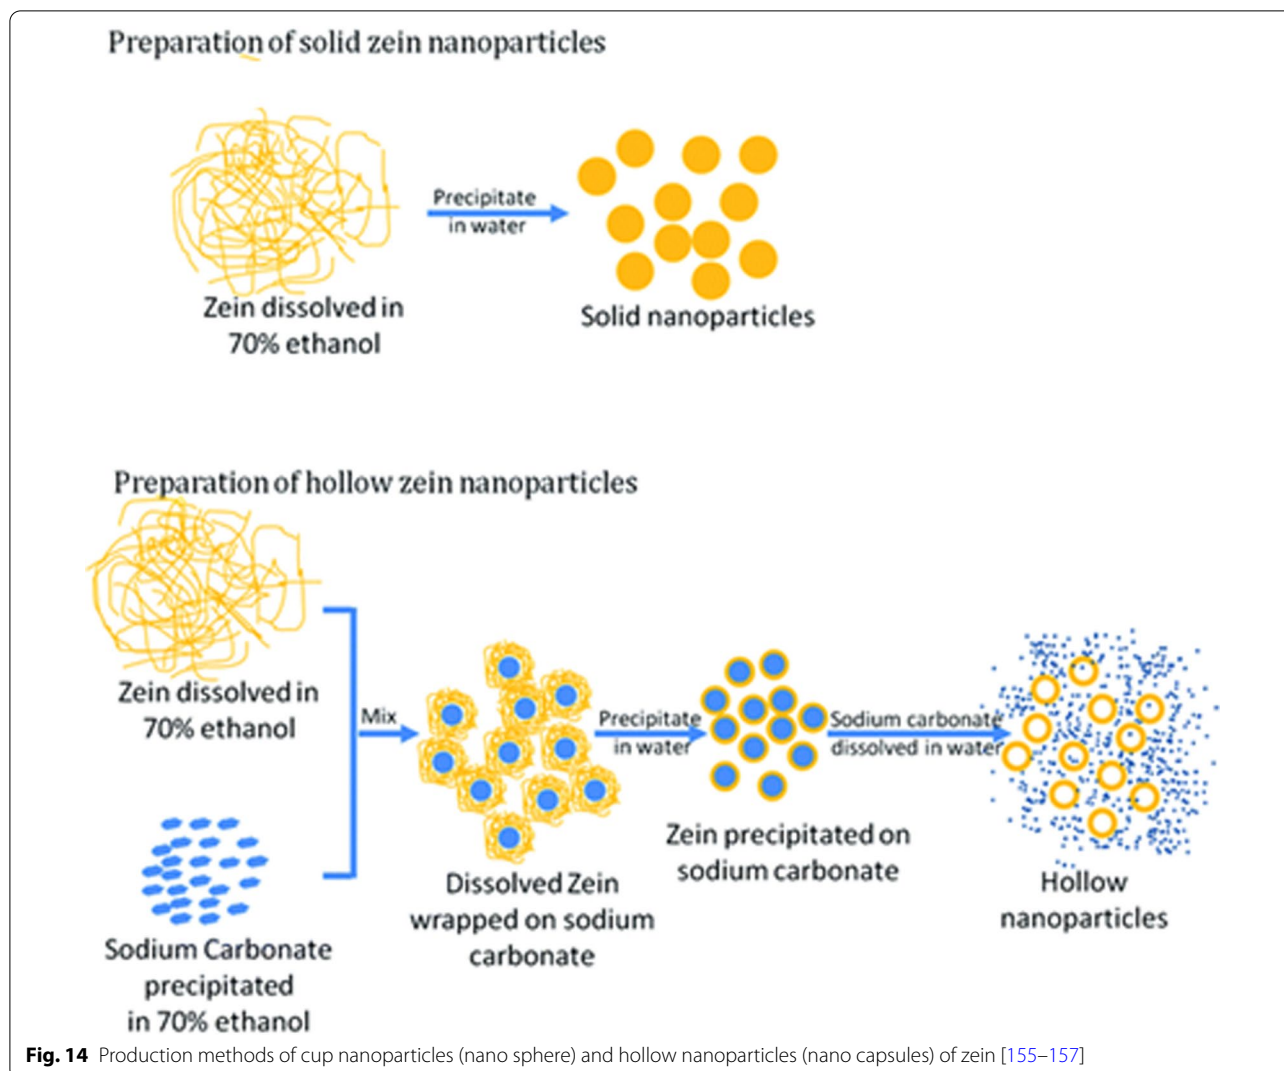 Preparation of solid zein nanoparticles
Precipitate
in water
Zein dissolved in
70% ethanol
Solid nanoparticles
Preparation of hollow zein nanoparticles
Zein dissolved in
70% ethanol
Mix
Precipitate
in water
Sodium carbonate
dissolved in water
Zein precipitated on
sodium carbonate
Dissolved Zein
wrapped on sodium
carbonate
Hollow
nanoparticles
Sodium Carbonate
precipitated
in 70% ethanol
Fig. 14 Production methods of cup nanoparticles (nano sphere) and hollow nanoparticles (nano capsules) of zein [155–157]